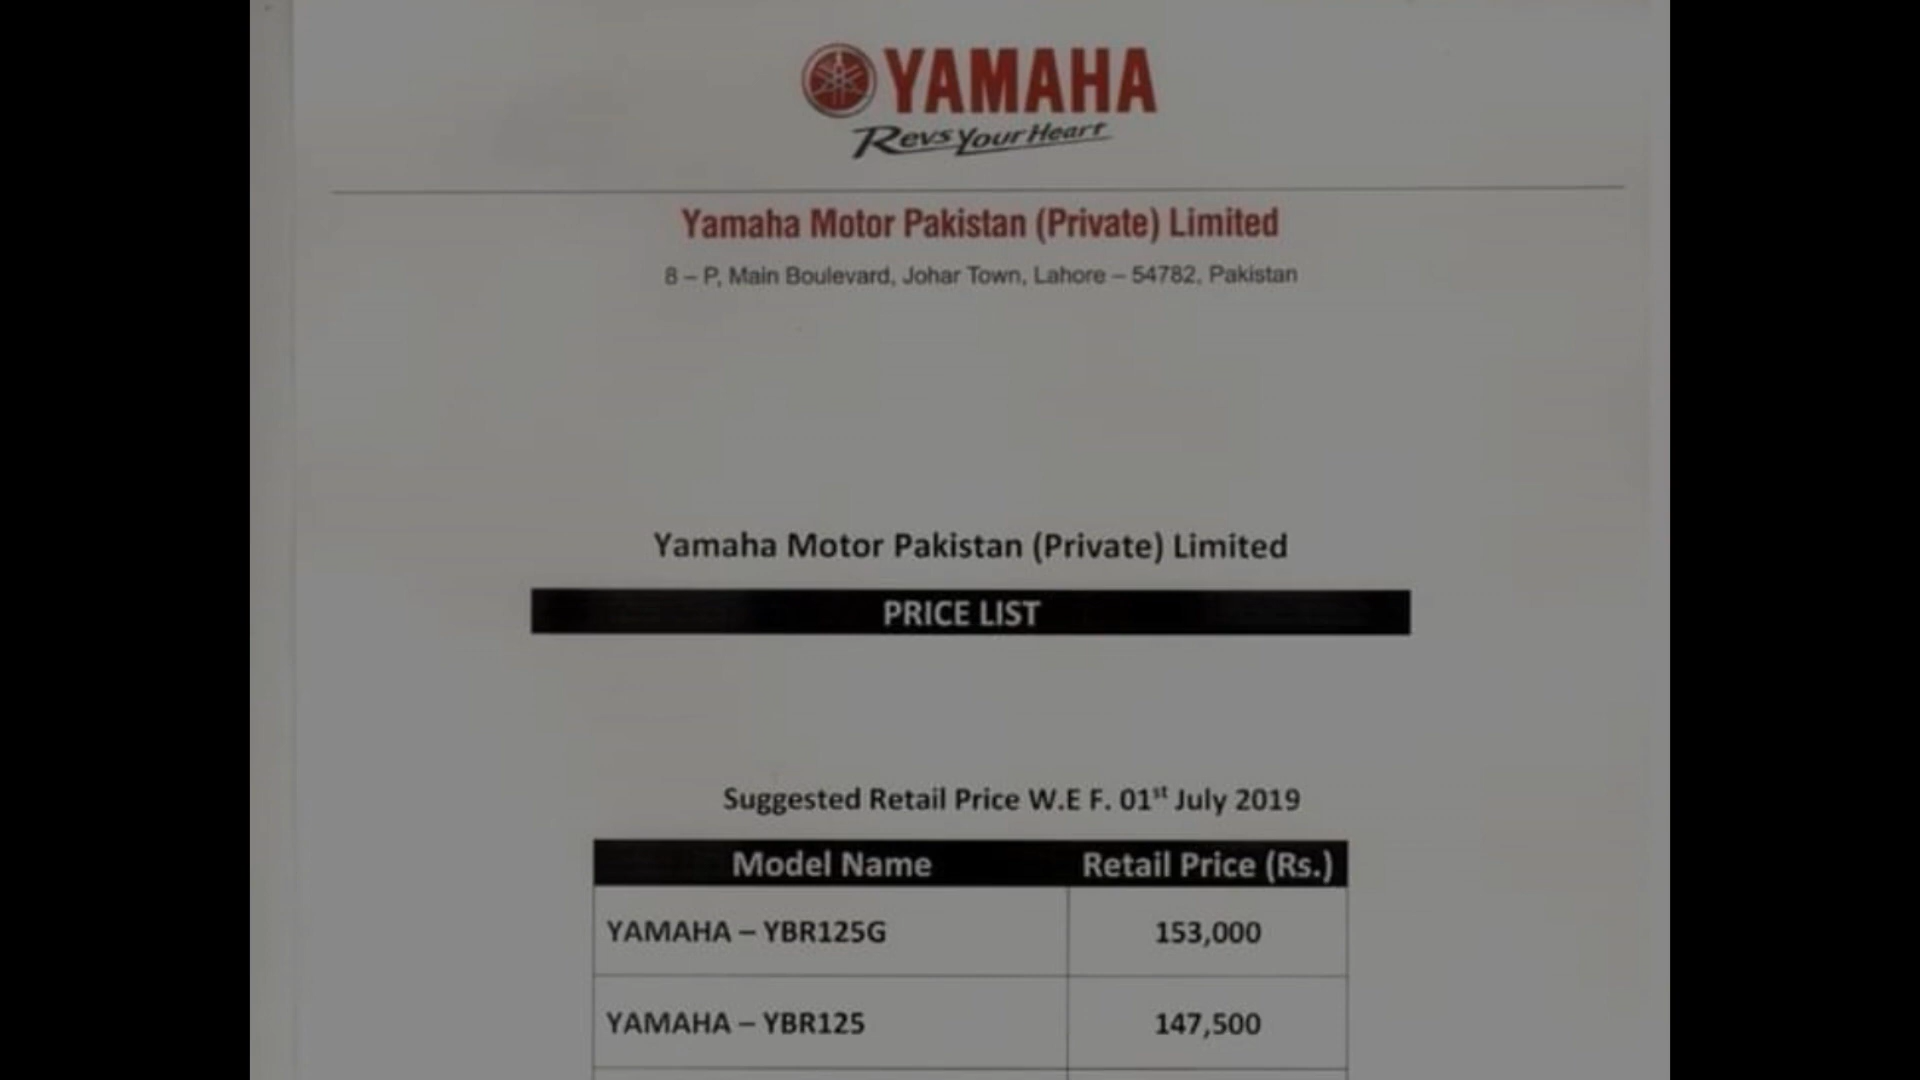 YAMAHA
Revs Your Heart
Yamaha Motor Pakistan (Private) Limited
8 – P, Main Boulevard, Johar Town, Lahore – 54782, Pakistan
Yamaha Motor Pakistan (Private) Limited
PRICE LIST
Suggested Retail Price W.E F. 01st July 2019
Model Name Retail Price (Rs.)
YAMAHA – YBR125G 153,000
YAMAHA – YBR125 147,500